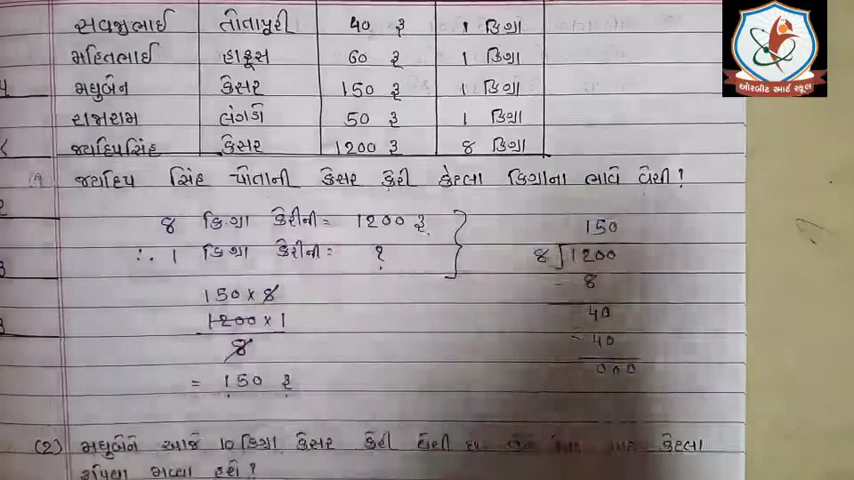 સવજીભાઈ તોતાપૂરી 40 રૂ 1 કિગ્રા
મહિતભાઈ હાફૂસ 60 રૂ 1 કિગ્રા
મધુબેન કેસર 150 રૂ 1 કિગ્રા
રાજારામ લંગડો 50 રૂ 1 કિગ્રા
જયદિપસિંહ કેસર 1200 રૂ 8 કિગ્રા
જયદિપ સિંહ પોતાની કેસર કેરી કેટલા કિગ્રાના ભાવે વેચી?
8 કિગ્રા કેરીની = 1200 રૂ.
∴ 1 કિગ્રા કેરીની = ?
150 × 8
1200 × 1
8
= 150 રૂ
150
8 1200
- 8
40
- 40
000
(2) મધુબેને આજે 10 કિગ્રા કેસર કેરી કેટલા
રૂપિયા મળ્યા હશે?
ઓરબીટ સ્માર્ટ સ્કૂલ